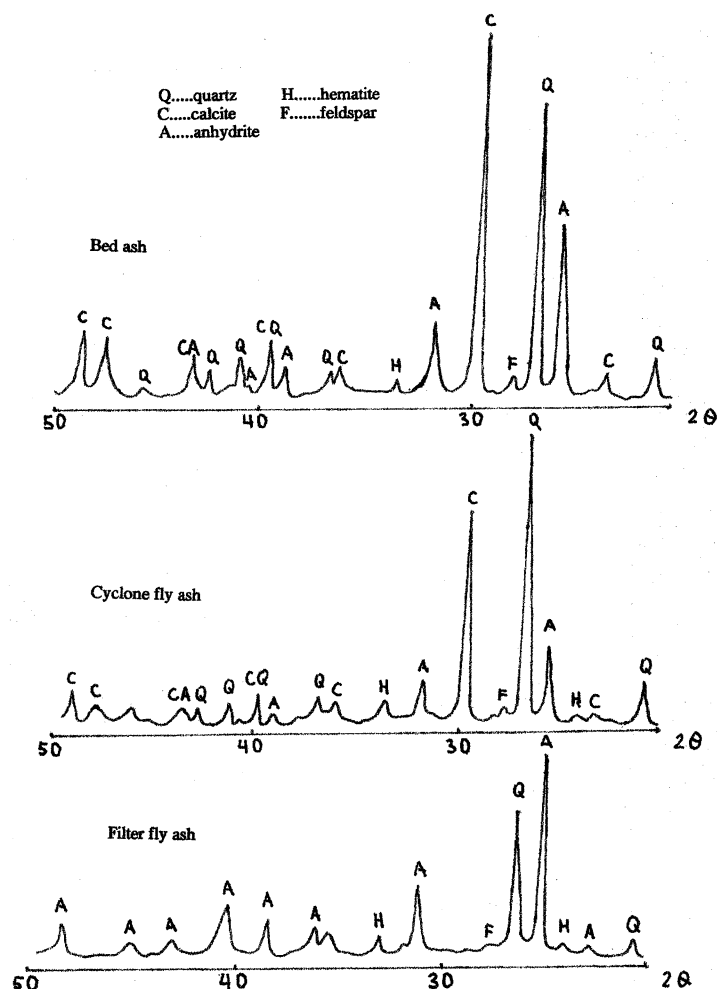 Q.....quartz H......hematite
C.....calcite F.......feldspar
A.....anhydrite
Bed ash
C C Q C A Q Q A C Q A Q C H A C F Q A C Q
50 40 30 2θ
Cyclone fly ash
C C C A Q Q C Q A Q C H A C F Q A H C Q
50 40 30 2θ
Filter fly ash
A A A A A A H A F Q A H A Q
50 40 30 2θ